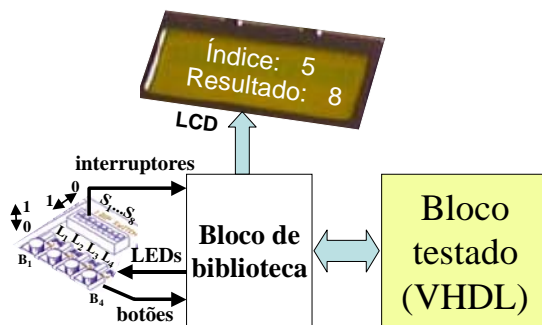 Índice: 5
Resultado: 8
LCD
interruptores
1
0
1
0
S₁...S₈
L₁ L₂ L₃ L₄
B₁
B₄
LEDs
botões
Bloco de
biblioteca
Bloco
testado
(VHDL)